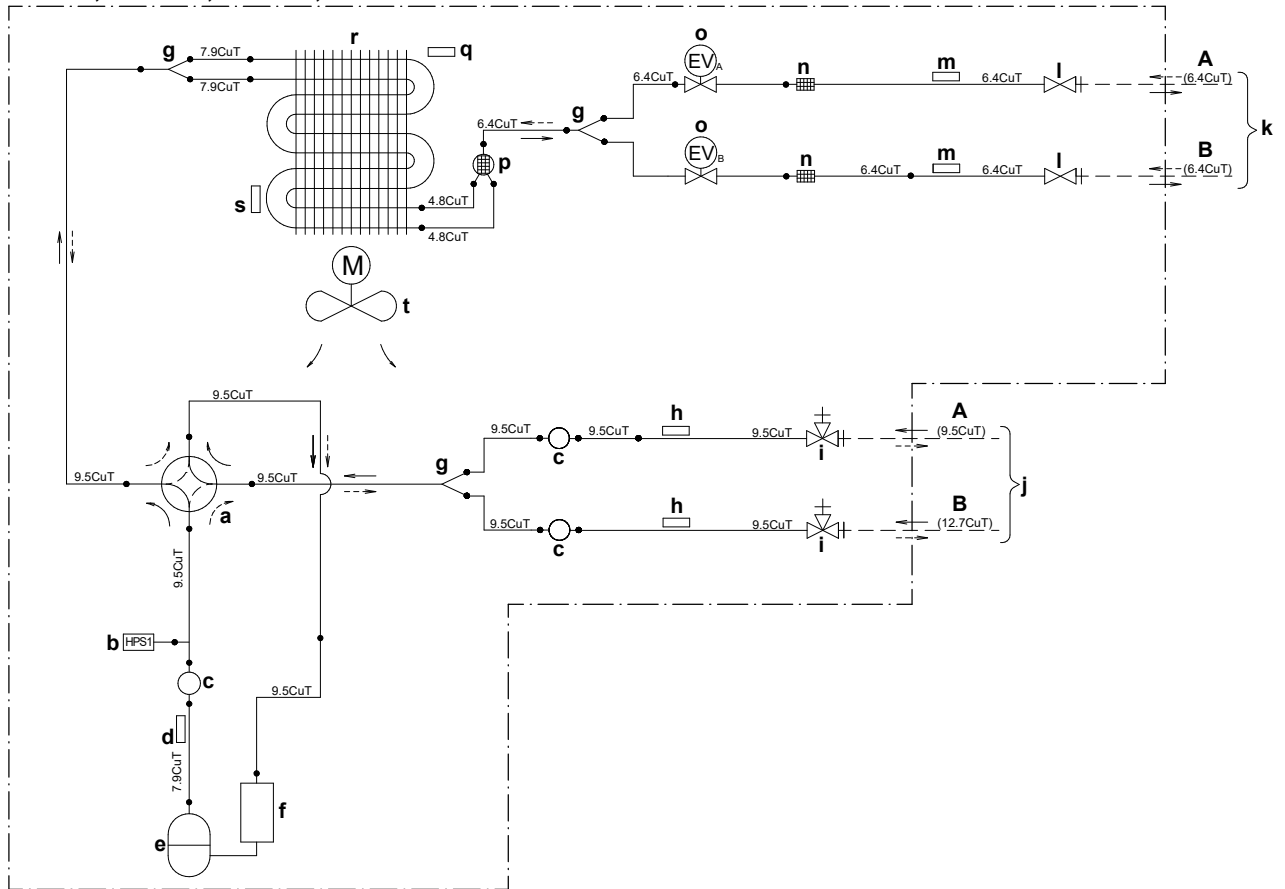 g
7.9CuT
7.9CuT
r
q
o
EVA
6.4CuT
n
m
6.4CuT
l
A
(6.4CuT)
k
g
6.4CuT
p
o
EVB
n
6.4CuT
m
6.4CuT
l
B
(6.4CuT)
s
4.8CuT
4.8CuT
M
t
9.5CuT
9.5CuT
a
9.5CuT
g
9.5CuT
c
9.5CuT
h
9.5CuT
i
A
(9.5CuT)
j
9.5CuT
c
h
9.5CuT
i
B
(12.7CuT)
9.5CuT
b
HPS1
c
d
7.9CuT
9.5CuT
f
e